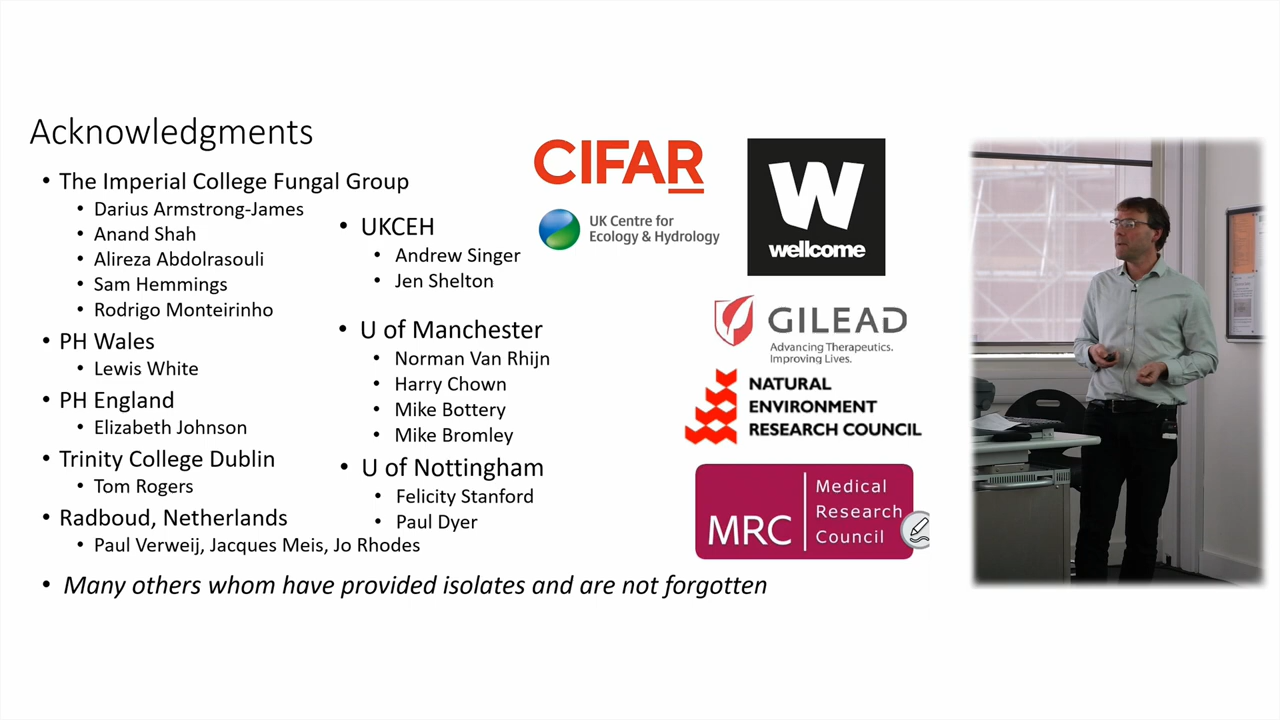 Acknowledgments
• The Imperial College Fungal Group
• Darius Armstrong-James
• Anand Shah
• Alireza Abdolrasouli
• Sam Hemmings
• Rodrigo Monteirinho
• PH Wales
• Lewis White
• PH England
• Elizabeth Johnson
• Trinity College Dublin
• Tom Rogers
• Radboud, Netherlands
• Paul Verweij, Jacques Meis, Jo Rhodes
• UKCEH
• Andrew Singer
• Jen Shelton
• U of Manchester
• Norman Van Rhijn
• Harry Chown
• Mike Bottery
• Mike Bromley
• U of Nottingham
• Felicity Stanford
• Paul Dyer
• Many others whom have provided isolates and are not forgotten
CIFAR
UK Centre for
Ecology & Hydrology
W
wellcome
GILEAD
Advancing Therapeutics.
Improving Lives.
NATURAL
ENVIRONMENT
RESEARCH COUNCIL
MRC
Medical
Research
Council